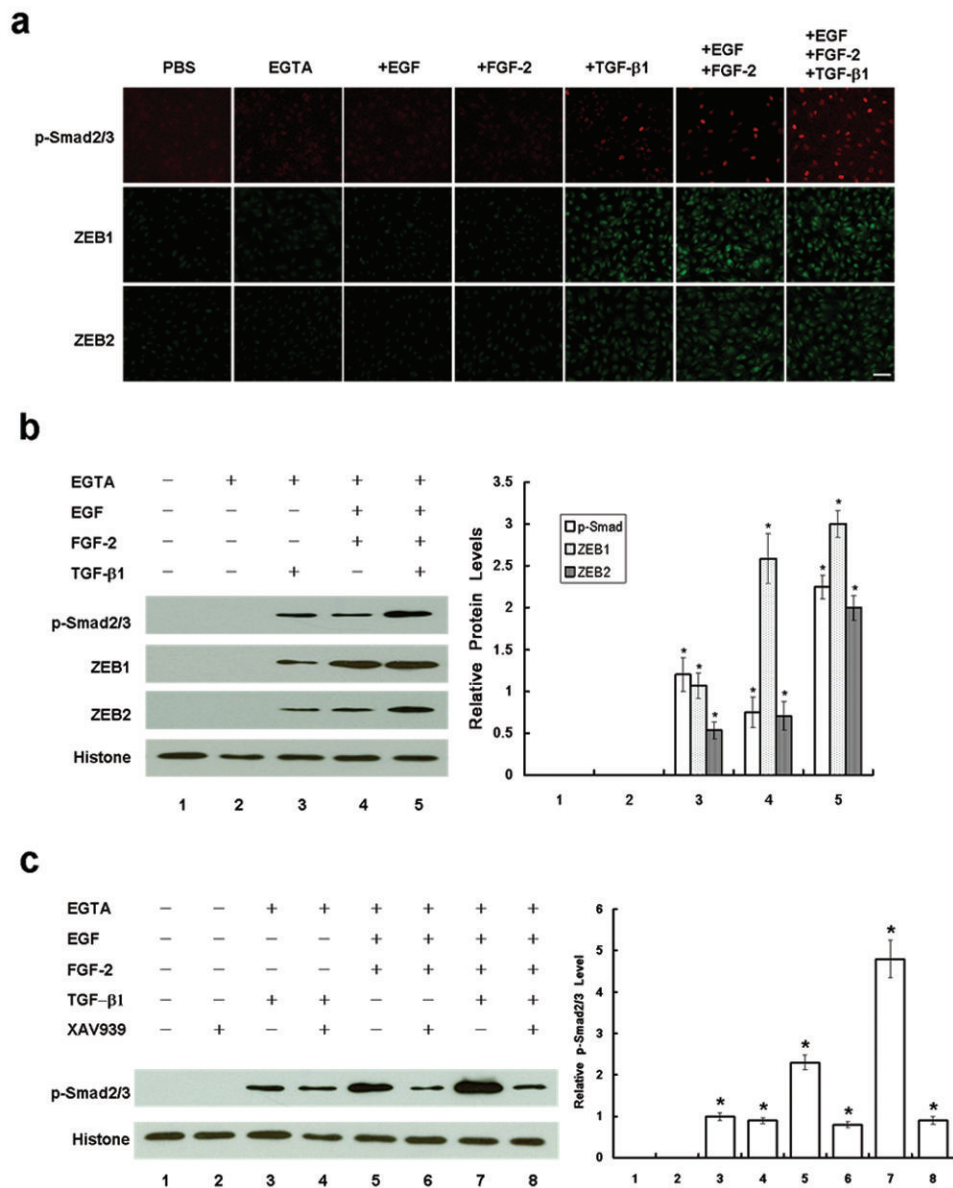 a
PBS EGTA +EGF +FGF-2 +TGF-β1 +EGF +FGF-2 +EGF +FGF-2 +TGF-β1
p-Smad2/3
ZEB1
ZEB2
b
EGTA − + + + +
EGF − − − + +
FGF-2 − − − + +
TGF-β1 − − + − +
p-Smad2/3
ZEB1
ZEB2
Histone
1 2 3 4 5
Relative Protein Levels
3.5
3
2.5
2
1.5
1
0.5
0
p-Smad
ZEB1
ZEB2
* * * * * * * * *
1 2 3 4 5
c
EGTA − − + + + + + +
EGF − − − − + + + +
FGF-2 − − − − + + + +
TGF−β1 − − + + − − + +
XAV939 − + − + − + − +
p-Smad2/3
Histone
1 2 3 4 5 6 7 8
Relative p-Smad2/3 Level
6
5
4
3
2
1
0
* * * * * *
1 2 3 4 5 6 7 8